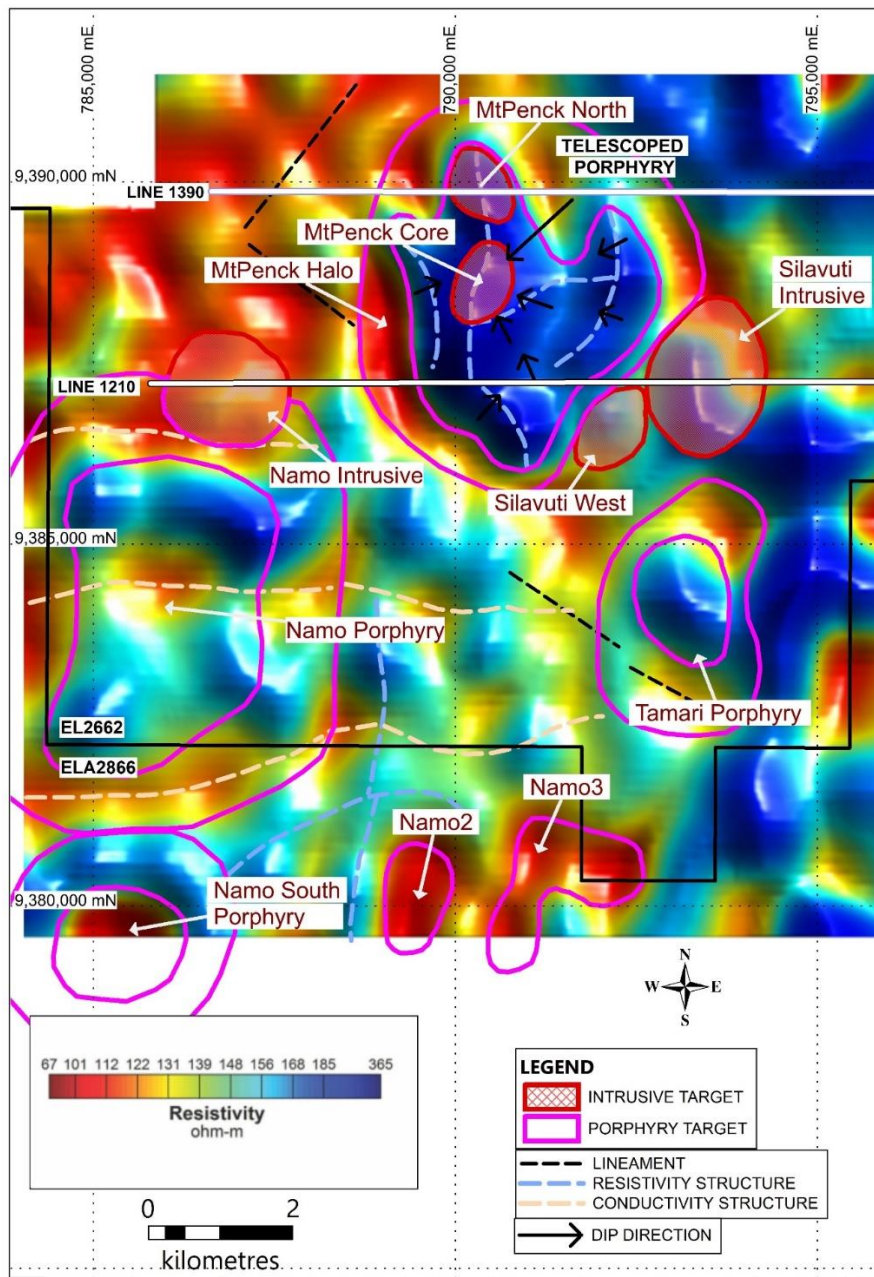 785,000 mE
790,000 mE
795,000 mE
MtPenck North
TELESCOPED
PORPHYRY
9,390,000 mN
LINE 1390
MtPenck Core
MtPenck Halo
Silavuti
Intrusive
LINE 1210
Namo Intrusive
Silavuti West
9,385,000 mN
Namo Porphyry
Tamari Porphyry
EL2662
ELA2866
Namo3
Namo2
Namo South
Porphyry
9,380,000 mN
N
W E
S
67 101 112 122 131 139 148 156 168 185 365
Resistivity
ohm-m
0 2
kilometres
LEGEND
INTRUSIVE TARGET
PORPHYRY TARGET
LINEAMENT
RESISTIVITY STRUCTURE
CONDUCTIVITY STRUCTURE
DIP DIRECTION